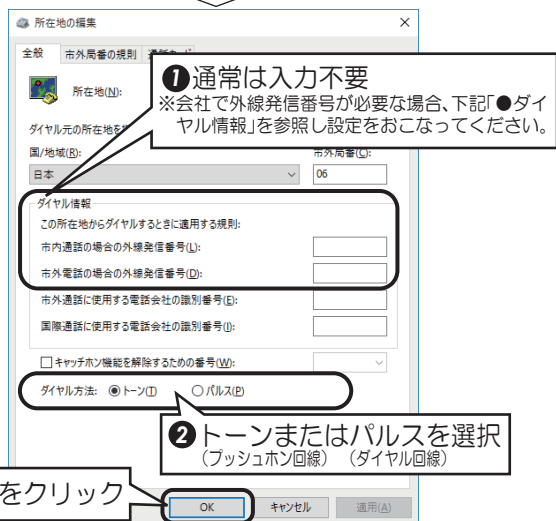 所在地の編集
全般 市外局番の規則
❶通常は入力不要
※会社で外線発信番号が必要な場合、下記「●ダイ
ヤル情報」を参照し設定をおこなってください。
所在地(N):
ダイヤル元の所在地を
国/地域(R): 市外局番(C):
日本 06
ダイヤル情報
この所在地からダイヤルするときに適用する規則:
市内通話の場合の外線発信番号(L):
市外電話の場合の外線発信番号(D):
市外通話に使用する電話会社の識別番号(E):
国際通話に使用する電話会社の識別番号(I):
キャッチホン機能を解除するための番号(W):
ダイヤル方法: トーン(T) パルス(P)
❷トーンまたはパルスを選択
(プッシュホン回線) (ダイヤル回線)
をクリック
OK キャンセル 適用(A)